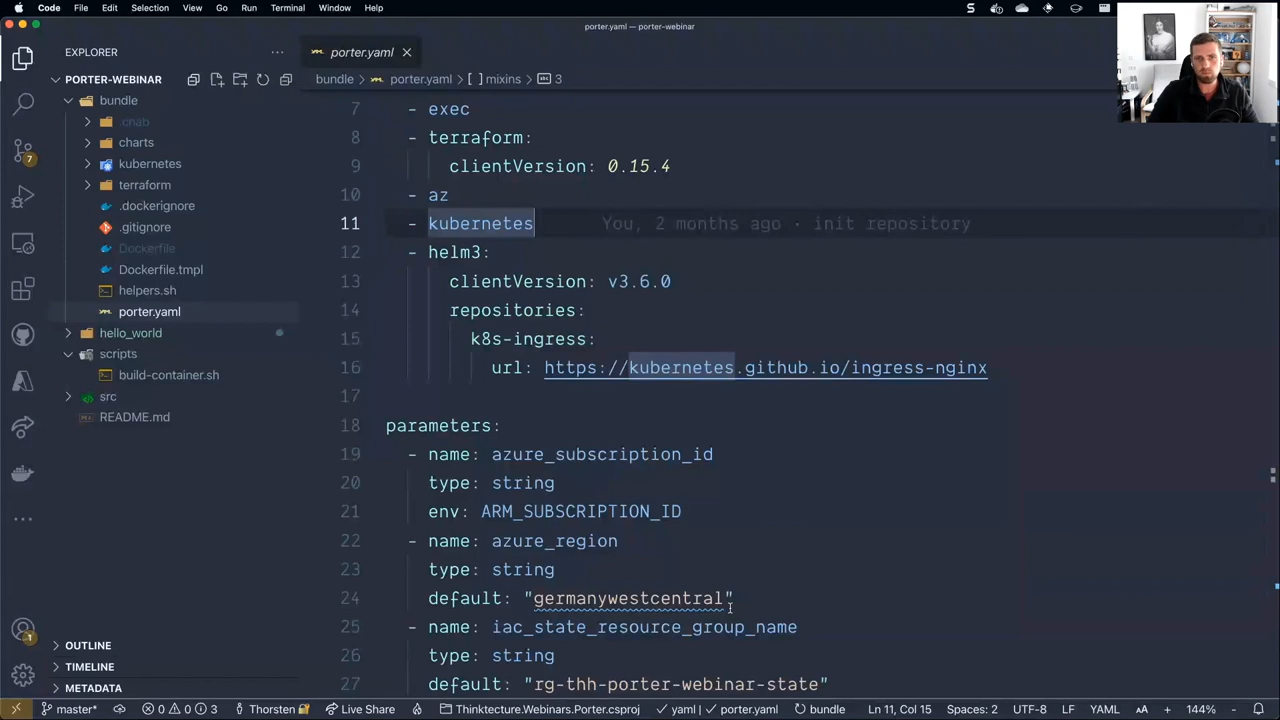 Code File Edit Selection View Go Run Terminal Window Help
porter.yaml — porter-webinar
EXPLORER
porter.yaml
PORTER-WEBINAR
bundle > porter.yaml > [ ] mixins > abc 3
bundle
.cnab
charts
kubernetes
terraform
.dockerignore
.gitignore
Dockerfile
Dockerfile.tmpl
helpers.sh
porter.yaml
hello_world
scripts
build-container.sh
src
README.md
OUTLINE
TIMELINE
METADATA
7 - exec
8 - terraform:
9 clientVersion: 0.15.4
10 - az
11 - kubernetes You, 2 months ago · init repository
12 - helm3:
13 clientVersion: v3.6.0
14 repositories:
15 k8s-ingress:
16 url: https://kubernetes.github.io/ingress-nginx
17
18 parameters:
19 - name: azure_subscription_id
20 type: string
21 env: ARM_SUBSCRIPTION_ID
22 - name: azure_region
23 type: string
24 default: "germanywestcentral"
25 - name: iac_state_resource_group_name
26 type: string
27 default: "rg-thh-porter-webinar-state"
7
1
master* 0 0 3 Thorsten Live Share Thinktecture.Webinars.Porter.csproj yaml porter.yaml bundle Ln 11, Col 15 Spaces: 2 UTF-8 LF YAML AA 144%